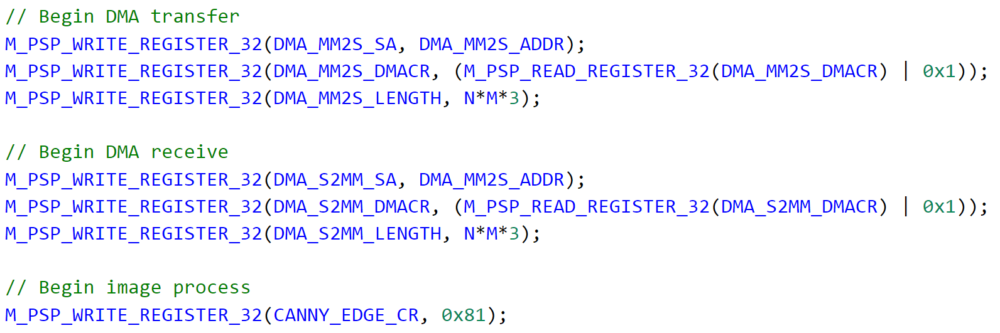 // Begin DMA transfer
M_PSP_WRITE_REGISTER_32(DMA_MM2S_SA, DMA_MM2S_ADDR);
M_PSP_WRITE_REGISTER_32(DMA_MM2S_DMACR, (M_PSP_READ_REGISTER_32(DMA_MM2S_DMACR) | 0x1));
M_PSP_WRITE_REGISTER_32(DMA_MM2S_LENGTH, N*M*3);
// Begin DMA receive
M_PSP_WRITE_REGISTER_32(DMA_S2MM_SA, DMA_MM2S_ADDR);
M_PSP_WRITE_REGISTER_32(DMA_S2MM_DMACR, (M_PSP_READ_REGISTER_32(DMA_S2MM_DMACR) | 0x1));
M_PSP_WRITE_REGISTER_32(DMA_S2MM_LENGTH, N*M*3);
// Begin image process
M_PSP_WRITE_REGISTER_32(CANNY_EDGE_CR, 0x81);